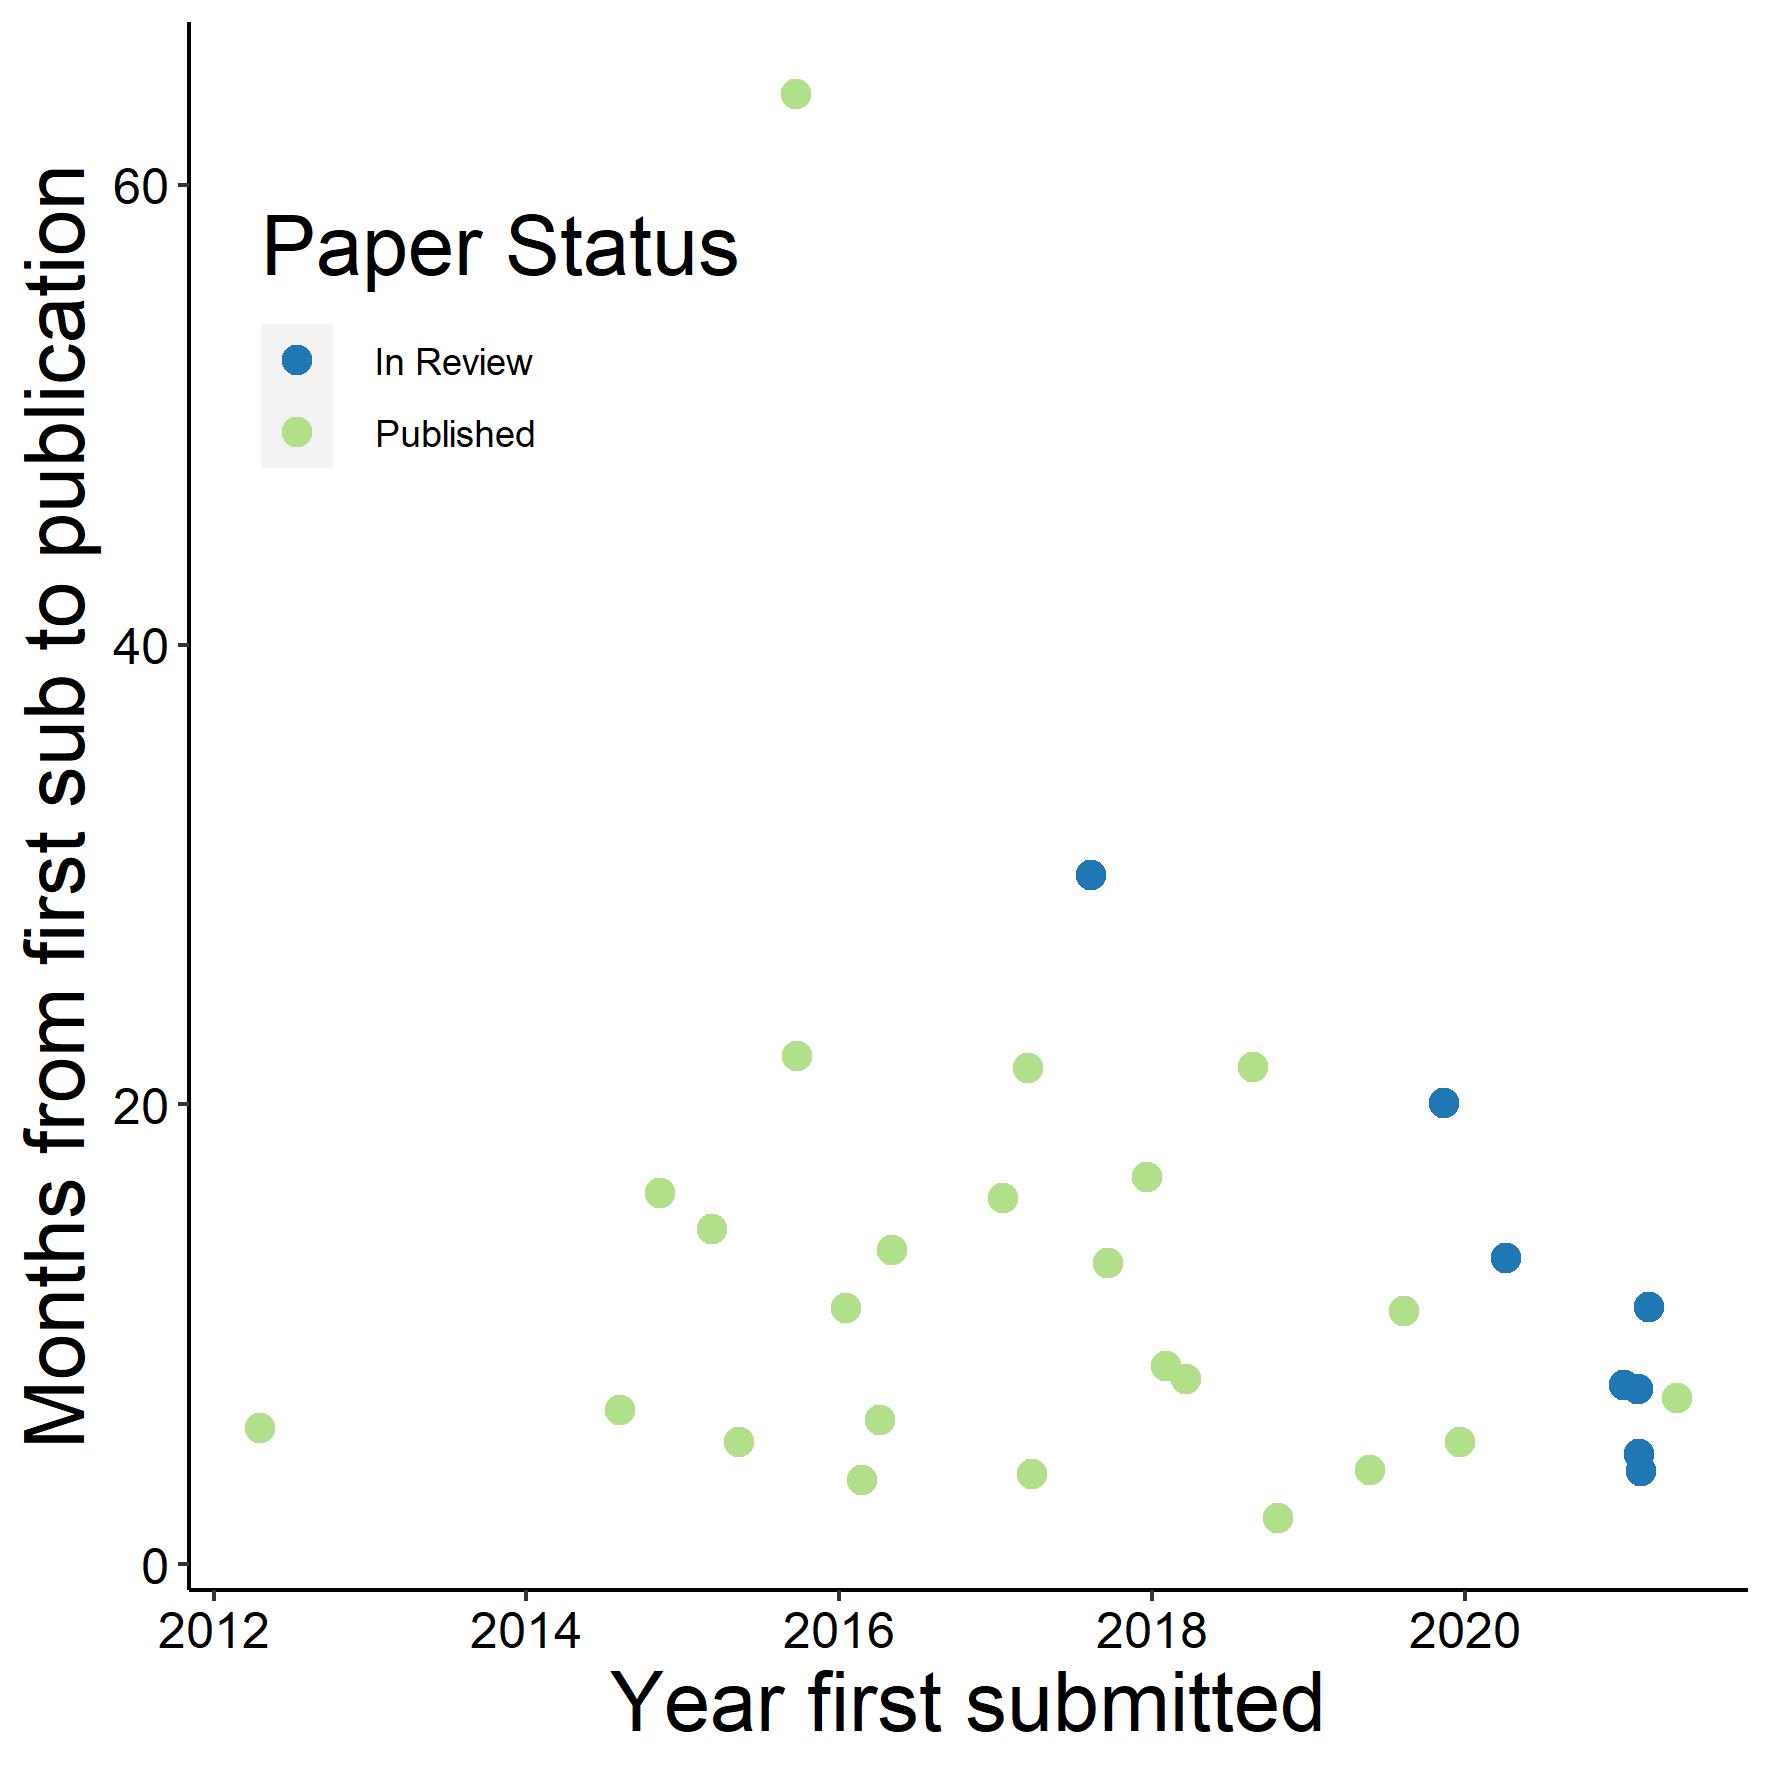 Months from first sub to publication
60
40
20
0
Paper Status
In Review
Published
2012 2014 2016 2018 2020
Year first submitted